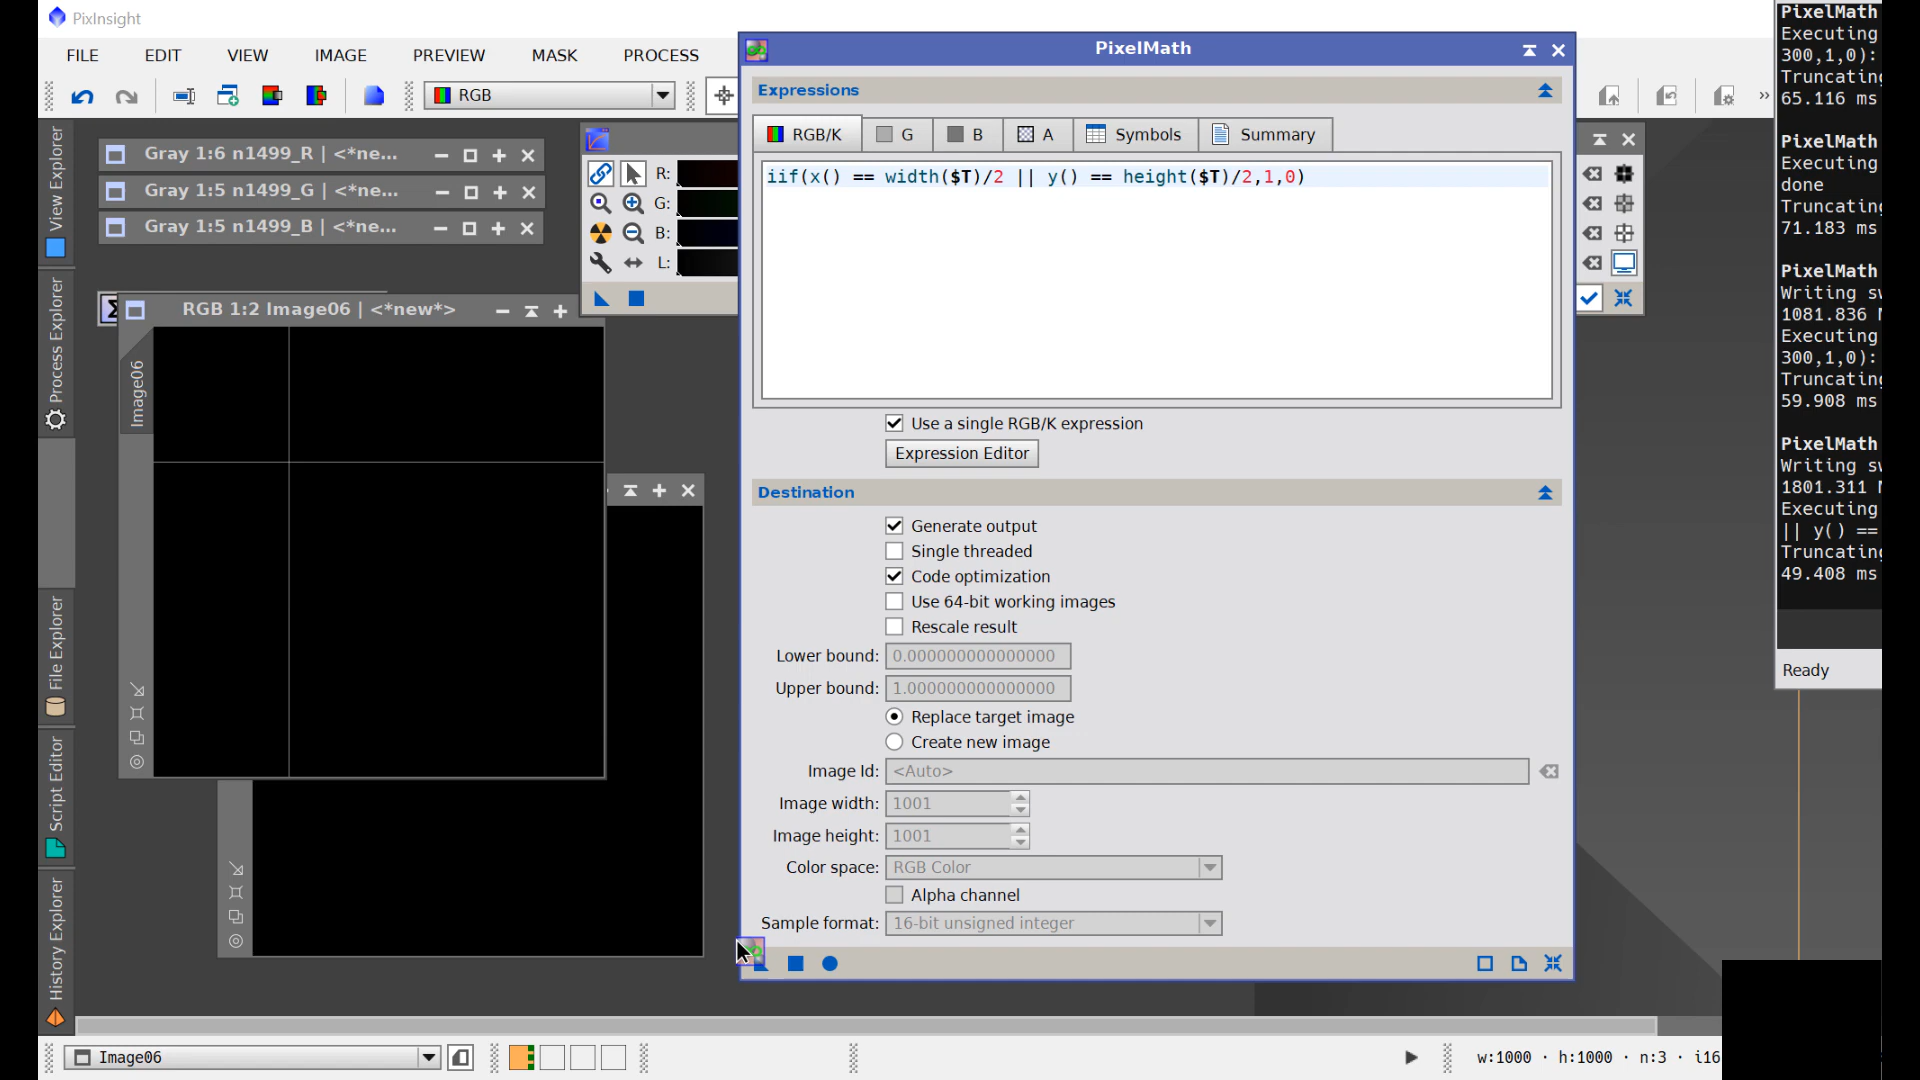 PixInsight
FILE EDIT VIEW IMAGE PREVIEW MASK PROCESS
RGB
View Explorer
Process Explorer
File Explorer
Script Editor
History Explorer
Gray 1:6 n1499_R | <*ne...
Gray 1:5 n1499_G | <*ne...
Gray 1:5 n1499_B | <*ne...
RGB 1:2 Image06 | <*new*>
Image06
R:
G:
B:
L:
PixelMath
Expressions
RGB/K G B A Symbols Summary
iif(x() == width($T)/2 || y() == height($T)/2,1,0)
Use a single RGB/K expression
Expression Editor
Destination
Generate output
Single threaded
Code optimization
Use 64-bit working images
Rescale result
Lower bound: 0.000000000000000
Upper bound: 1.000000000000000
Replace target image
Create new image
Image Id: <Auto>
Image width: 1001
Image height: 1001
Color space: RGB Color
Alpha channel
Sample format: 16-bit unsigned integer
PixelMath
Executing
300,1,0):
Truncating
65.116 ms
PixelMath
Executing
done
Truncating
71.183 ms
PixelMath
Writing sw
1081.836
Executing
300,1,0):
Truncating
59.908 ms
PixelMath
Writing sw
1801.311
Executing
|| y() ==
Truncating
49.408 ms
Ready
Image06
w:1000 · h:1000 · n:3 · i16